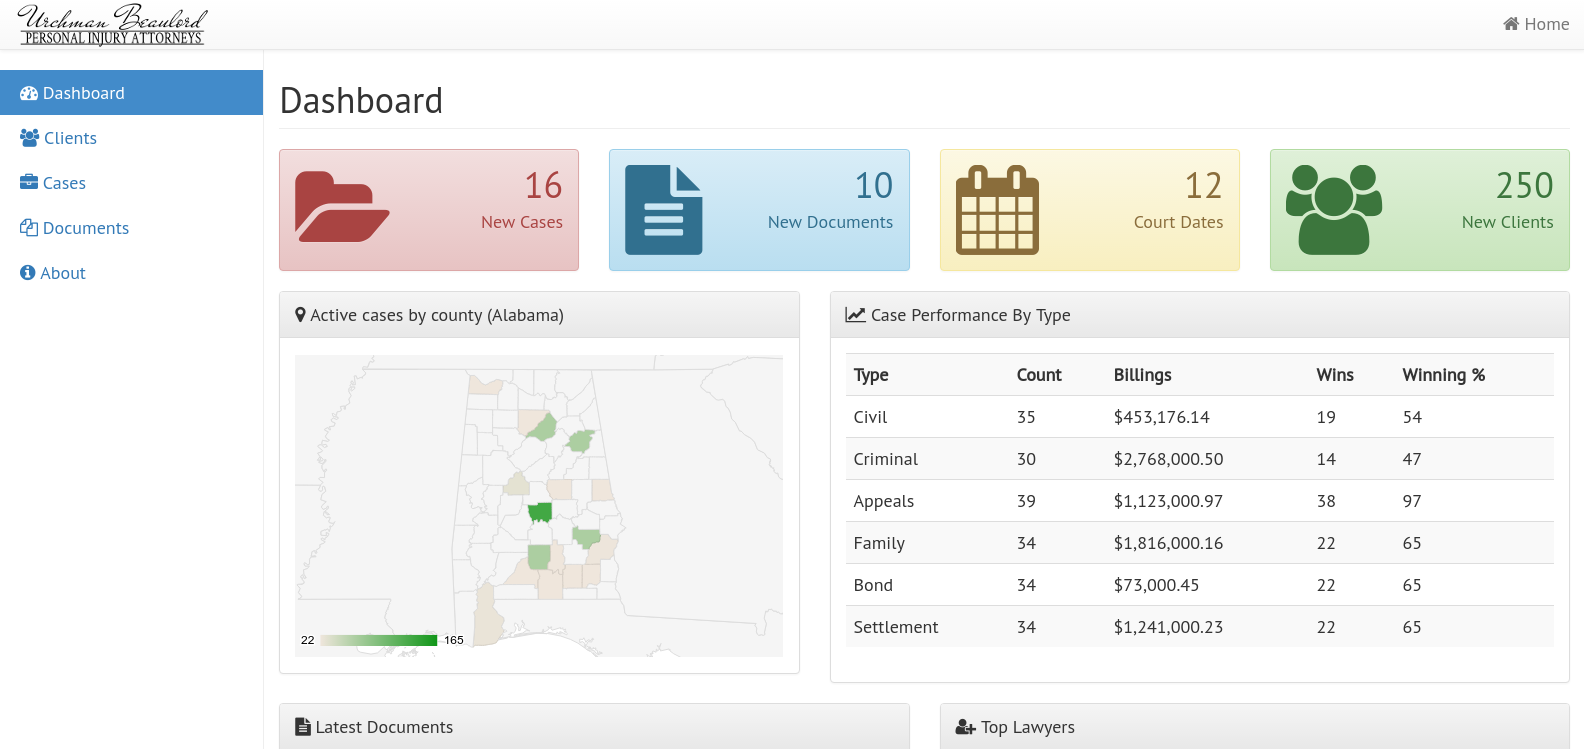 Urchman Beauford
PERSONAL INJURY ATTORNEYS
Home
Dashboard
Clients
Cases
Documents
About
Dashboard
16
New Cases
10
New Documents
12
Court Dates
250
New Clients
Active cases by county (Alabama)
22 165
Case Performance By Type
Type Count Billings Wins Winning %
Civil 35 $453,176.14 19 54
Criminal 30 $2,768,000.50 14 47
Appeals 39 $1,123,000.97 38 97
Family 34 $1,816,000.16 22 65
Bond 34 $73,000.45 22 65
Settlement 34 $1,241,000.23 22 65
Latest Documents
Top Lawyers